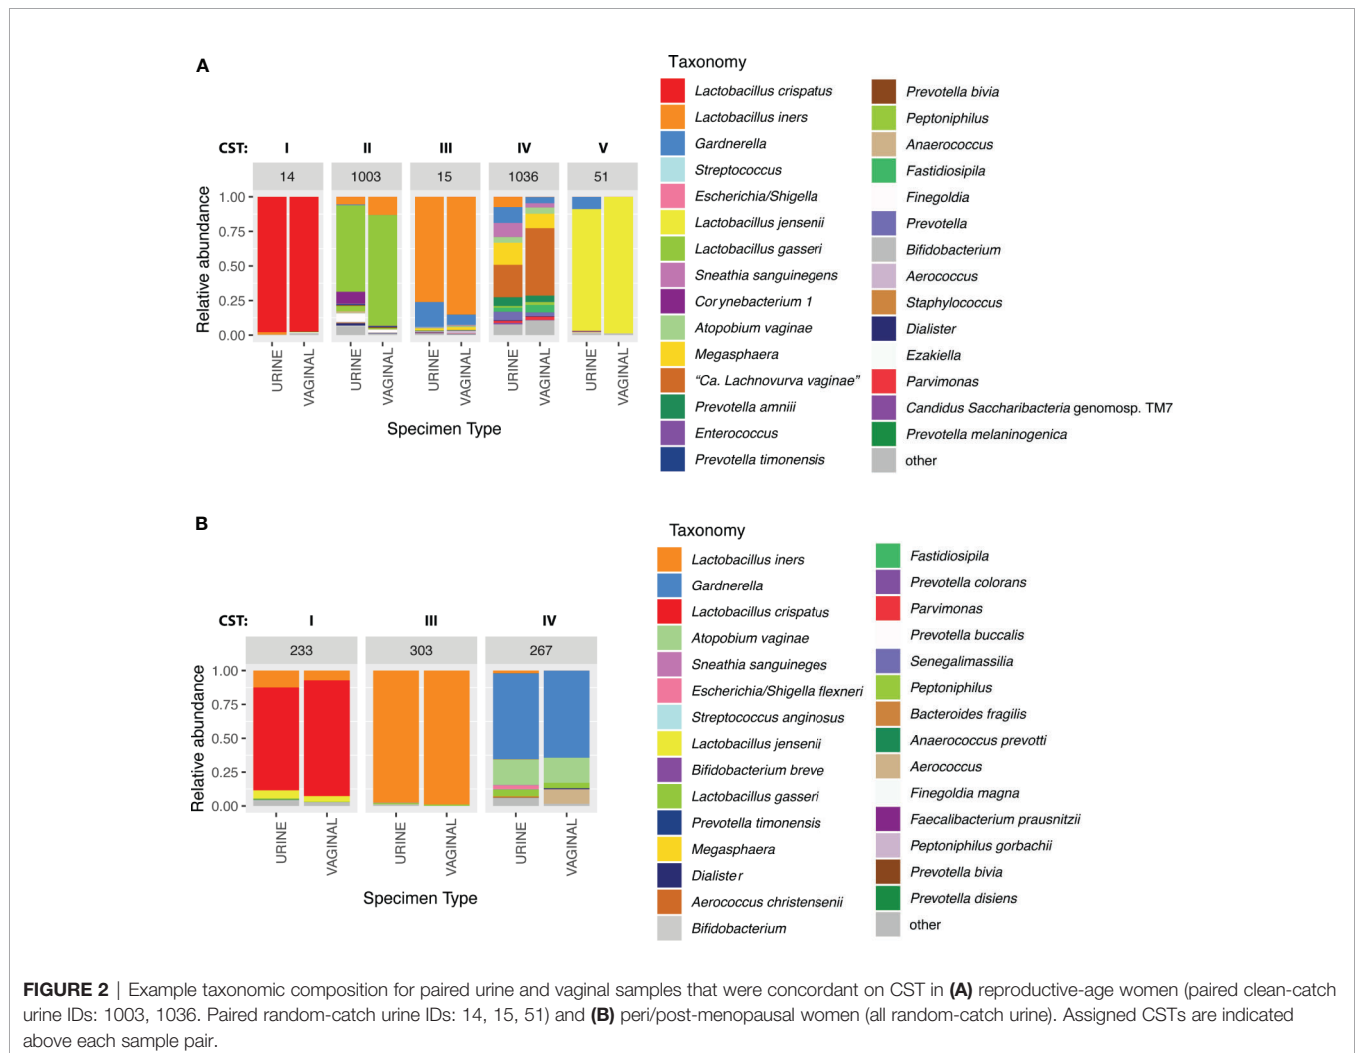 A
Taxonomy
Lactobacillus crispatus
Lactobacillus iners
Gardnerella
Streptococcus
Escherichia/Shigella
Lactobacillus jensenii
Lactobacillus gasseri
Sneathia sanguinegens
Corynebacterium 1
Atopobium vaginae
Megasphaera
“Ca. Lachnovurva vaginae”
Prevotella amniii
Enterococcus
Prevotella timonensis
Prevotella bivia
Peptoniphilus
Anaerococcus
Fastidiosipila
Finegoldia
Prevotella
Bifidobacterium
Aerococcus
Staphylococcus
Dialister
Ezakiella
Parvimonas
Candidus Saccharibacteria genomosp. TM7
Prevotella melaninogenica
other
CST: I II III IV V
14 1003 15 1036 51
Relative abundance
1.00
0.75
0.50
0.25
0.00
URINE VAGINAL URINE VAGINAL URINE VAGINAL URINE VAGINAL URINE VAGINAL
Specimen Type
B
Taxonomy
Lactobacillus iners
Gardnerella
Lactobacillus crispatus
Atopobium vaginae
Sneathia sanguineges
Escherichia/Shigella flexneri
Streptococcus anginosus
Lactobacillus jensenii
Bifidobacterium breve
Lactobacillus gasseri
Prevotella timonensis
Megasphaera
Dialister
Aerococcus christensenii
Bifidobacterium
Fastidiosipila
Prevotella colorans
Parvimonas
Prevotella buccalis
Senegalimassilia
Peptoniphilus
Bacteroides fragilis
Anaerococcus prevotti
Aerococcus
Finegoldia magna
Faecalibacterium prausnitzii
Peptoniphilus gorbachii
Prevotella bivia
Prevotella disiens
other
CST: I III IV
233 303 267
Relative abundance
1.00
0.75
0.50
0.25
0.00
URINE VAGINAL URINE VAGINAL URINE VAGINAL
Specimen Type
FIGURE 2 | Example taxonomic composition for paired urine and vaginal samples that were concordant on CST in (A) reproductive-age women (paired clean-catch
urine IDs: 1003, 1036. Paired random-catch urine IDs: 14, 15, 51) and (B) peri/post-menopausal women (all random-catch urine). Assigned CSTs are indicated
above each sample pair.